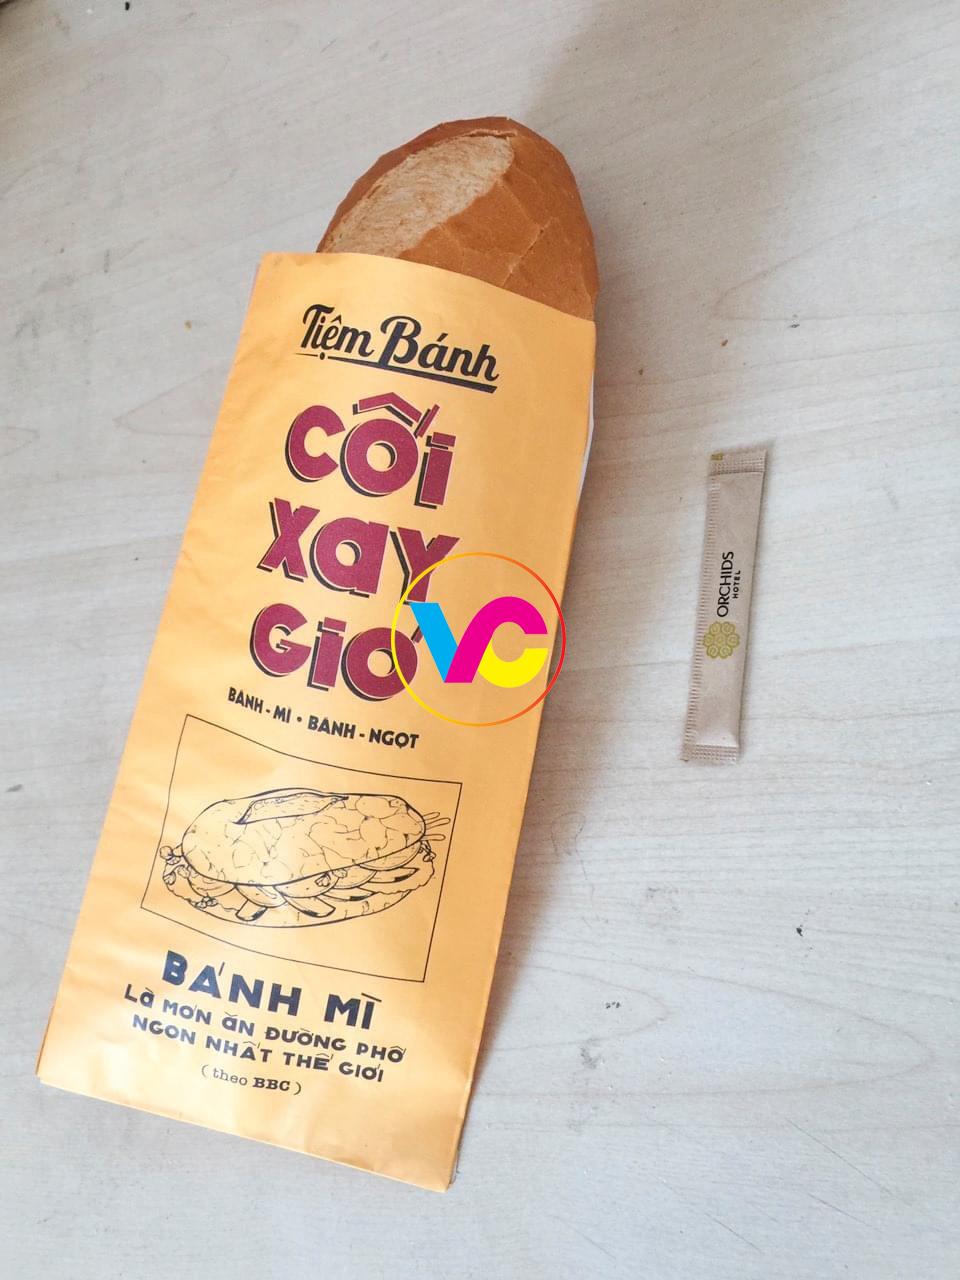 Tiệm Bánh
CỐI
XAY
GIÓ
BÁNH - MÌ • BÁNH - NGỌT
BÁNH MÌ
Là MÓN ĂN ĐƯỜNG PHỐ
NGON NHẤT THẾ GIỚI
(theo BBC)
VC
ORCHIDS
HOTEL